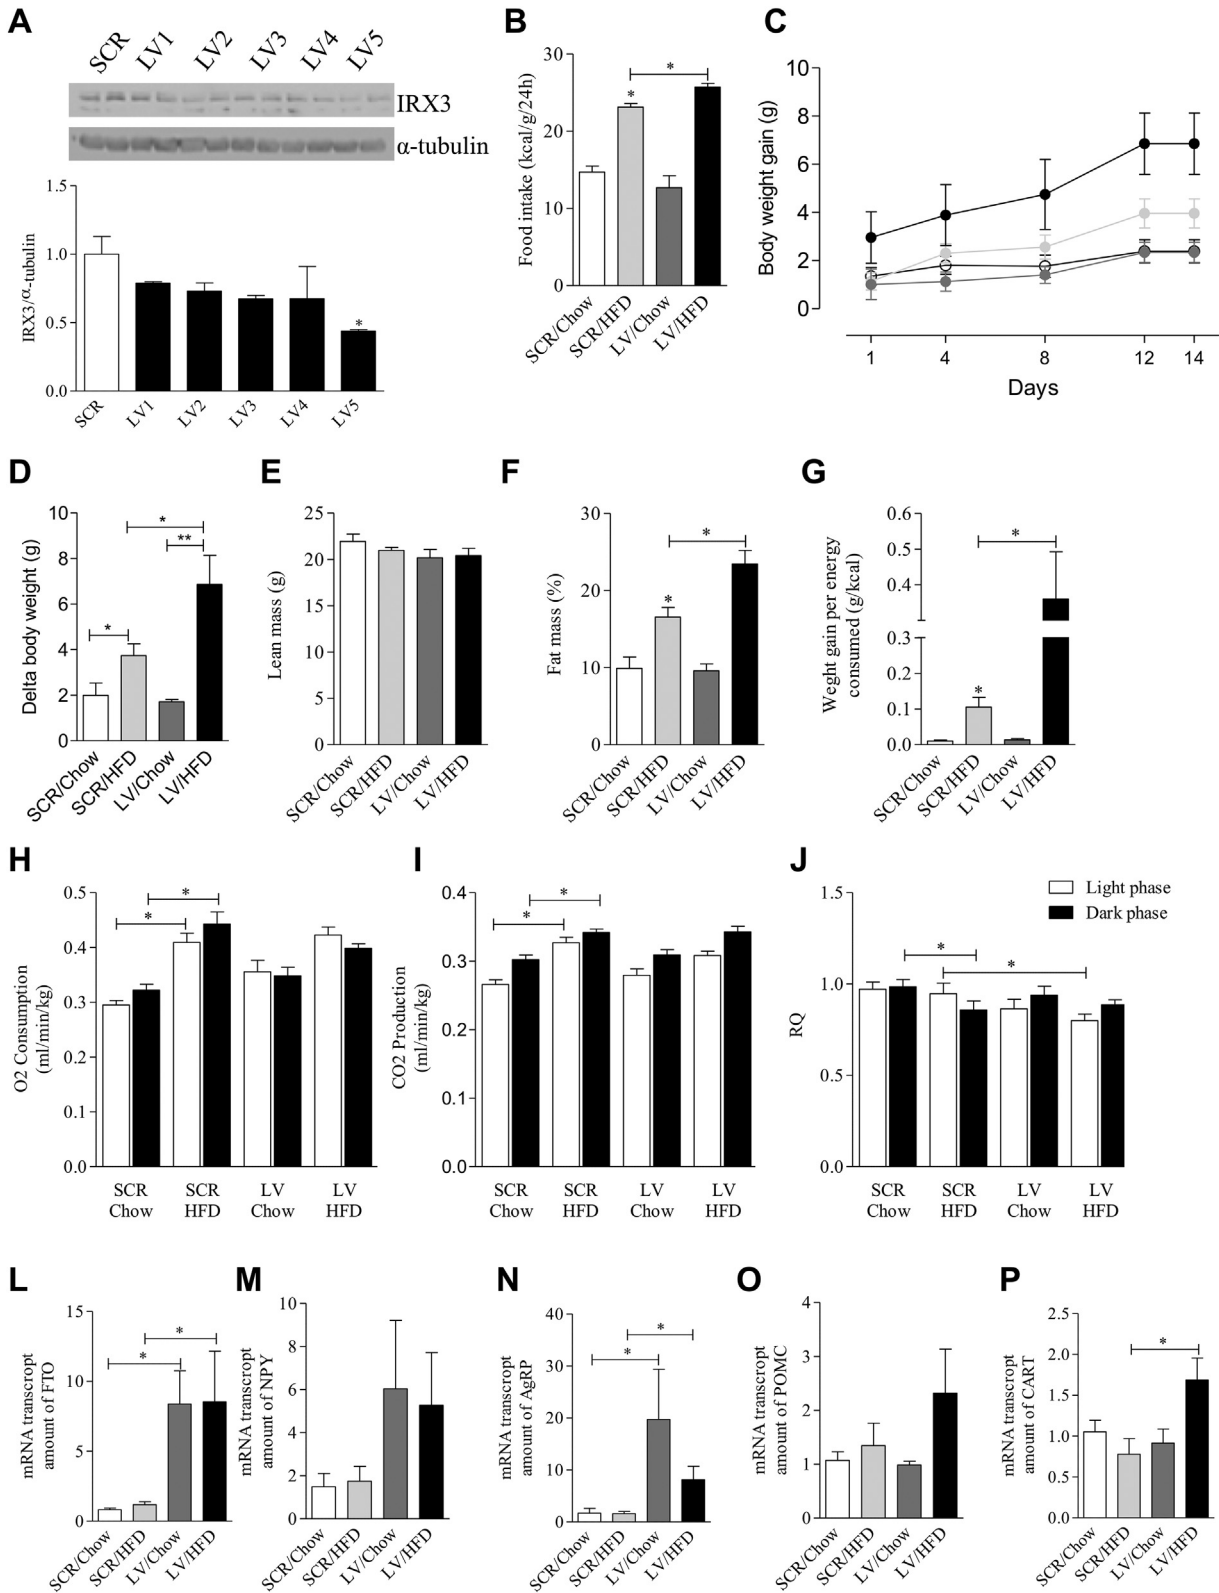 A
SCR
LV1
LV2
LV3
LV4
LV5
IRX3
α-tubulin
1.5
1.0
0.5
0.0
IRX3/α-tubulin
*
SCR
LV1
LV2
LV3
LV4
LV5
B
30
20
10
0
Food intake (kcal/g/24h)
*
*
SCR/Chow
SCR/HFD
LV/Chow
LV/HFD
C
10
8
6
4
2
0
Body weight gain (g)
1
4
8
12
14
Days
D
10
8
6
4
2
0
Delta body weight (g)
*
**
*
SCR/Chow
SCR/HFD
LV/Chow
LV/HFD
E
25
20
15
10
5
0
Lean mass (g)
SCR/Chow
SCR/HFD
LV/Chow
LV/HFD
F
30
20
10
0
Fat mass (%)
*
*
SCR/Chow
SCR/HFD
LV/Chow
LV/HFD
G
0.6
0.5
0.4
0.3
0.2
0.1
0.0
Weght gain per energy
consumed (g/kcal)
*
*
SCR/Chow
SCR/HFD
LV/Chow
LV/HFD
H
0.5
0.4
0.3
0.2
0.1
0.0
O2 Consumption
(ml/min/kg)
*
*
SCR SCR LV LV
Chow HFD Chow HFD
I
0.4
0.3
0.2
0.1
0.0
CO2 Production
(ml/min/kg)
*
*
SCR SCR LV LV
Chow HFD Chow HFD
J
1.5
1.0
0.5
0.0
RQ
Light phase
Dark phase
*
*
SCR SCR LV LV
Chow HFD Chow HFD
L
15
10
5
0
mRNA transcropt
amount of FTO
*
*
SCR/Chow
SCR/HFD
LV/Chow
LV/HFD
M
10
8
6
4
2
0
mRNA transcropt
amount of NPY
SCR/Chow
SCR/HFD
LV/Chow
LV/HFD
N
40
30
20
10
0
mRNA transcropt
amount of AgRP
*
*
SCR/Chow
SCR/HFD
LV/Chow
LV/HFD
O
4
3
2
1
0
mRNA transcropt
amount of POMC
SCR/Chow
SCR/HFD
LV/Chow
LV/HFD
P
2.5
2.0
1.5
1.0
0.5
0.0
mRNA transcropt
amount of CART
*
SCR/Chow
SCR/HFD
LV/Chow
LV/HFD